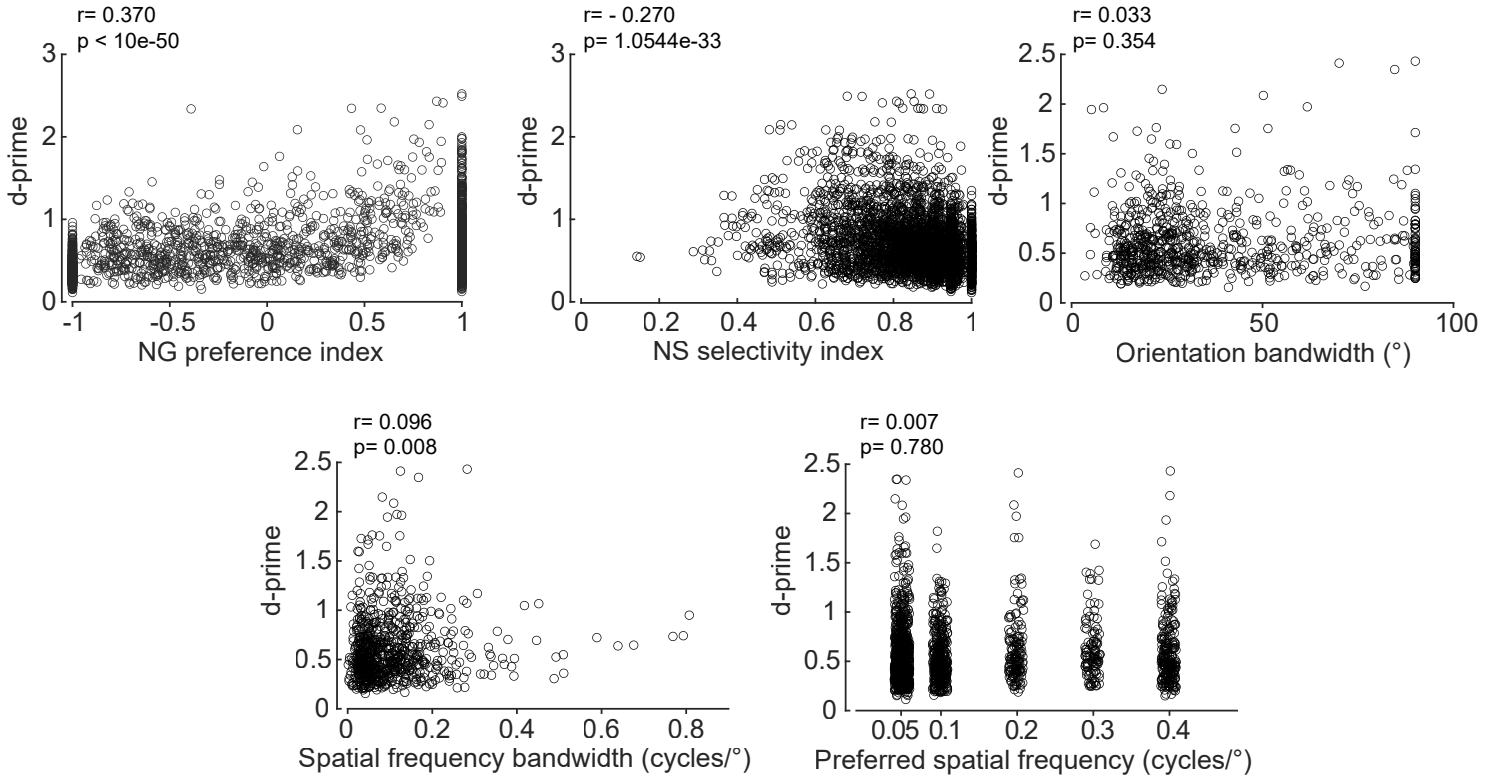 r= 0.370
p < 10e-50
3
2
1
0
d-prime
-1 -0.5 0 0.5 1
NG preference index
r= - 0.270
p= 1.0544e-33
3
2
1
0
d-prime
0 0.2 0.4 0.6 0.8 1
NS selectivity index
r= 0.033
p= 0.354
2.5
2
1.5
1
0.5
0
d-prime
0 50 100
Orientation bandwidth (°)
r= 0.096
p= 0.008
2.5
2
1.5
1
0.5
0
d-prime
0 0.2 0.4 0.6 0.8
Spatial frequency bandwidth (cycles/°)
r= 0.007
p= 0.780
2.5
2
1.5
1
0.5
0
d-prime
0.05 0.1 0.2 0.3 0.4
Preferred spatial frequency (cycles/°)